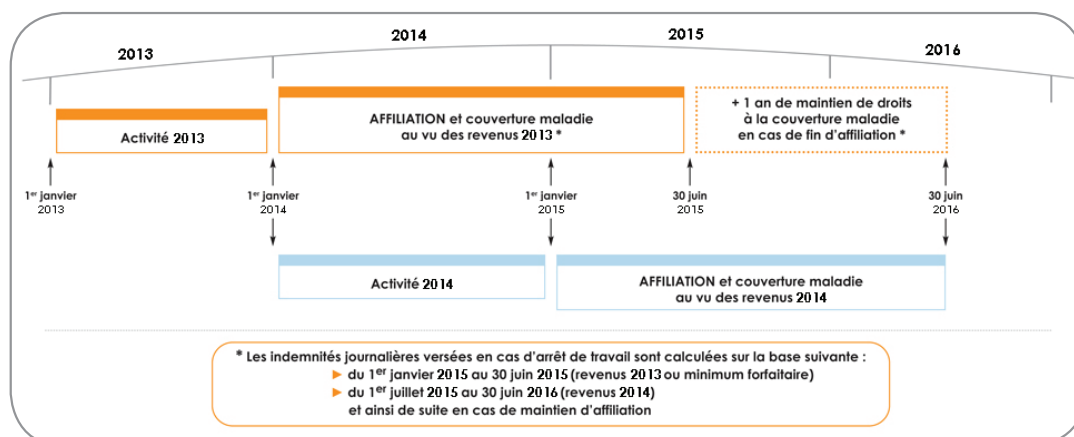 2013
2014
2015
2016
Activité 2013
AFFILIATION et couverture maladie
au vu des revenus 2013 *
+ 1 an de maintien de droits
à la couverture maladie
en cas de fin d'affiliation *
1er janvier
2013
1er janvier
2014
1er janvier
2015
30 juin
2015
30 juin
2016
Activité 2014
AFFILIATION et couverture maladie
au vu des revenus 2014
* Les indemnités journalières versées en cas d'arrêt de travail sont calculées sur la base suivante :
► du 1er janvier 2015 au 30 juin 2015 (revenus 2013 ou minimum forfaitaire)
► du 1er juillet 2015 au 30 juin 2016 (revenus 2014)
et ainsi de suite en cas de maintien d'affiliation